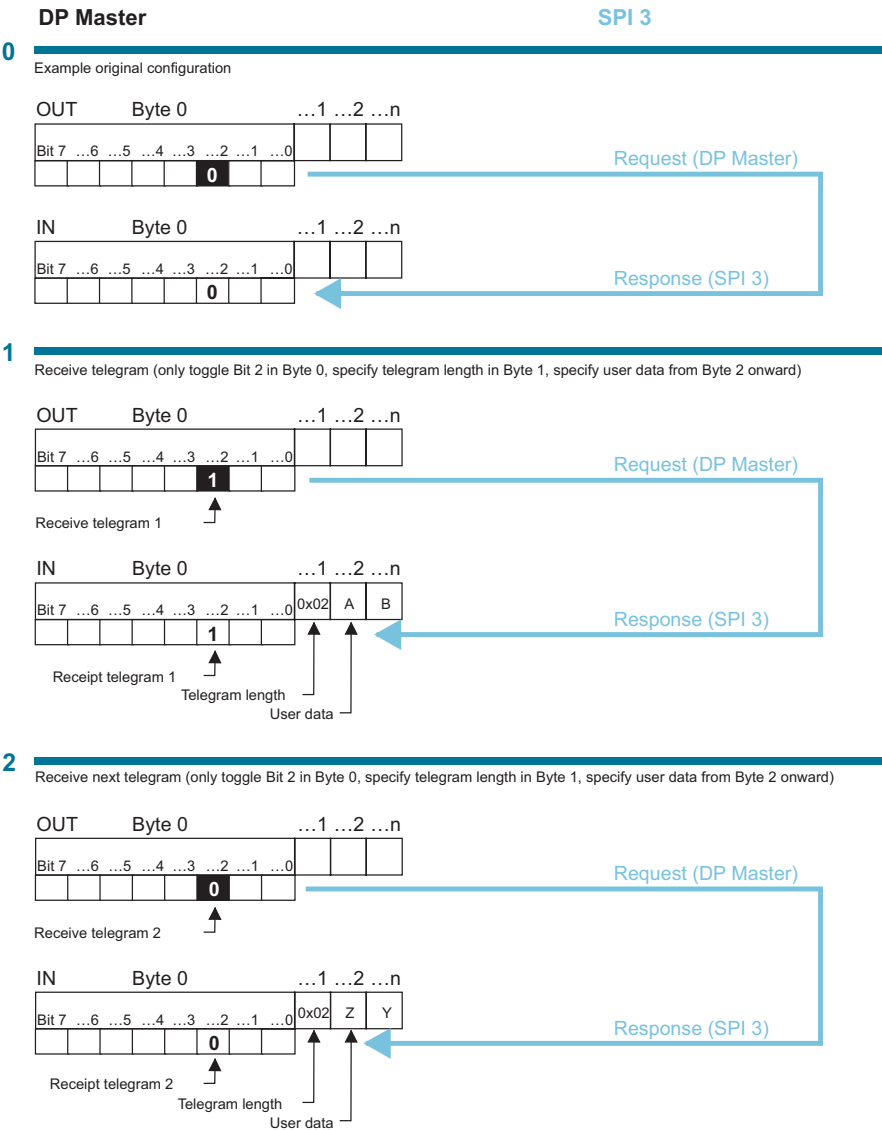 DP Master SPI 3
0
Example original configuration
OUT Byte 0 …1 …2 …n
Bit 7 …6 …5 …4 …3 …2 …1 …0
0
Request (DP Master)
IN Byte 0 …1 …2 …n
Bit 7 …6 …5 …4 …3 …2 …1 …0
0
Response (SPI 3)
1
Receive telegram (only toggle Bit 2 in Byte 0, specify telegram length in Byte 1, specify user data from Byte 2 onward)
OUT Byte 0 …1 …2 …n
Bit 7 …6 …5 …4 …3 …2 …1 …0
1
Request (DP Master)
Receive telegram 1
IN Byte 0 …1 …2 …n
Bit 7 …6 …5 …4 …3 …2 …1 …0 0x02 A B
1
Response (SPI 3)
Receipt telegram 1
Telegram length
User data
2
Receive next telegram (only toggle Bit 2 in Byte 0, specify telegram length in Byte 1, specify user data from Byte 2 onward)
OUT Byte 0 …1 …2 …n
Bit 7 …6 …5 …4 …3 …2 …1 …0
0
Request (DP Master)
Receive telegram 2
IN Byte 0 …1 …2 …n
Bit 7 …6 …5 …4 …3 …2 …1 …0 0x02 Z Y
0
Response (SPI 3)
Receipt telegram 2
Telegram length
User data